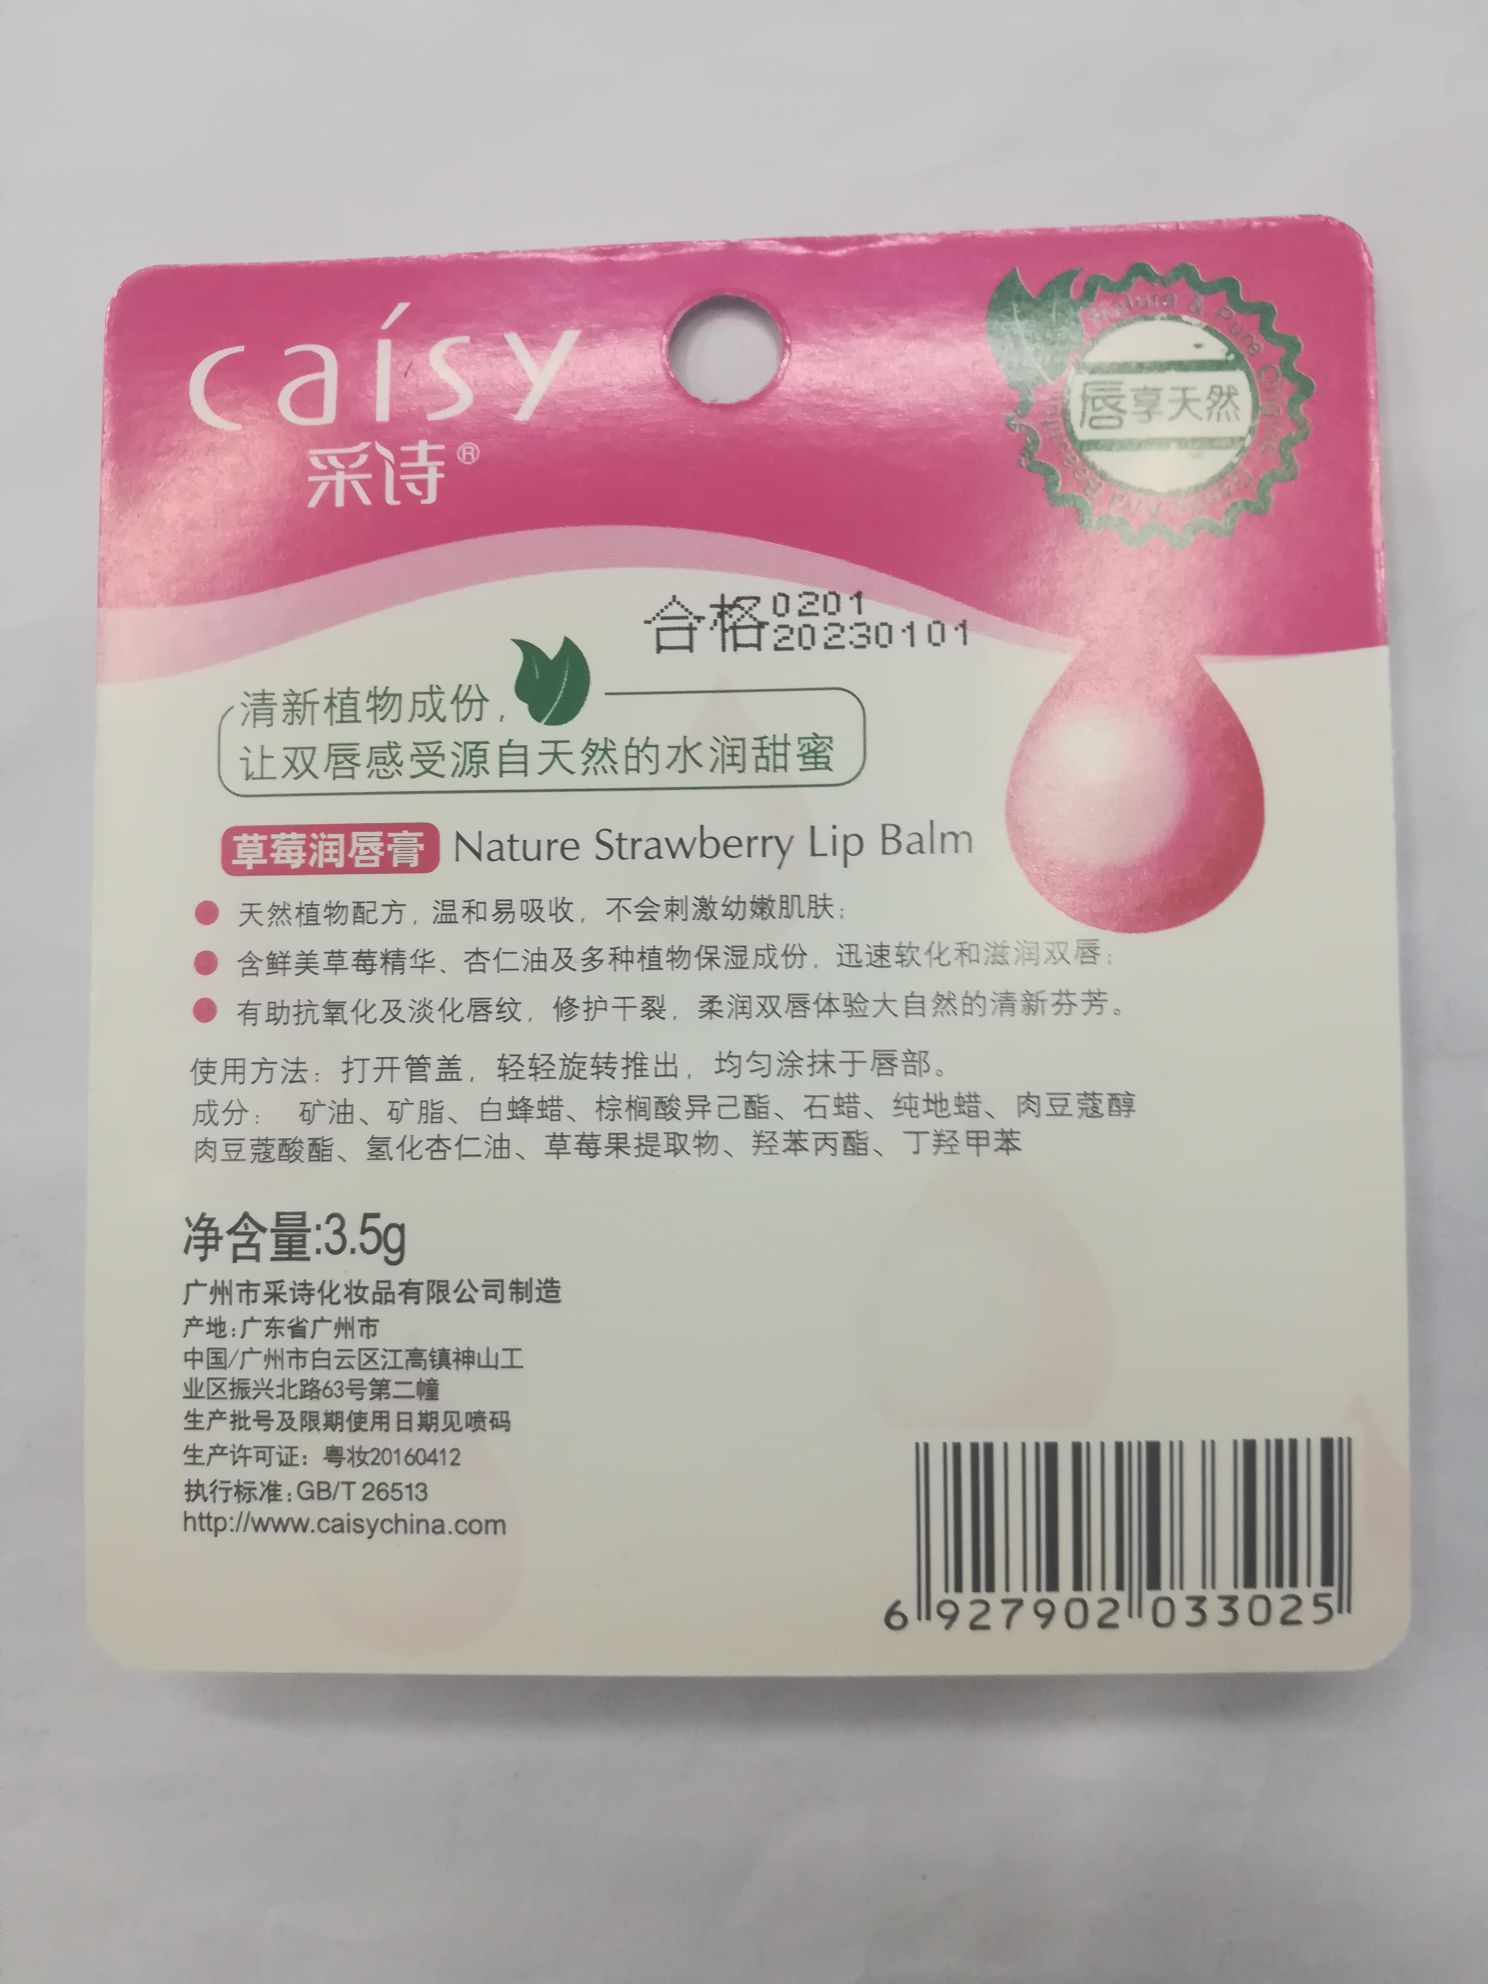 caísy
采诗®
Natura & Pure
唇享天然
合格0201
20230101
清新植物成份,
让双唇感受源自天然的水润甜蜜
草莓润唇膏 Nature Strawberry Lip Balm
天然植物配方, 温和易吸收, 不会刺激幼嫩肌肤;
含鲜美草莓精华、杏仁油及多种植物保湿成份, 迅速软化和滋润双唇;
有助抗氧化及淡化唇纹, 修护干裂, 柔润双唇体验大自然的清新芬芳。
使用方法: 打开管盖, 轻轻旋转推出, 均匀涂抹于唇部。
成分: 矿油、矿脂、白蜂蜡、棕榈酸异己酯、石蜡、纯地蜡、肉豆蔻醇
肉豆蔻酸酯、氢化杏仁油、草莓果提取物、羟苯丙酯、丁羟甲苯
净含量:3.5g
广州市采诗化妆品有限公司制造
产地:广东省广州市
中国/广州市白云区江高镇神山工
业区振兴北路63号第二幢
生产批号及限期使用日期见喷码
生产许可证: 粤妆20160412
执行标准:GB/T 26513
http://www.caisychina.com
6 927902 033025